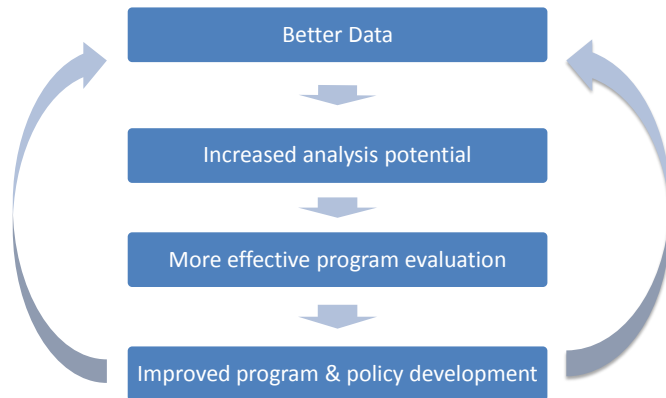 Better Data
Increased analysis potential
More effective program evaluation
Improved program & policy development